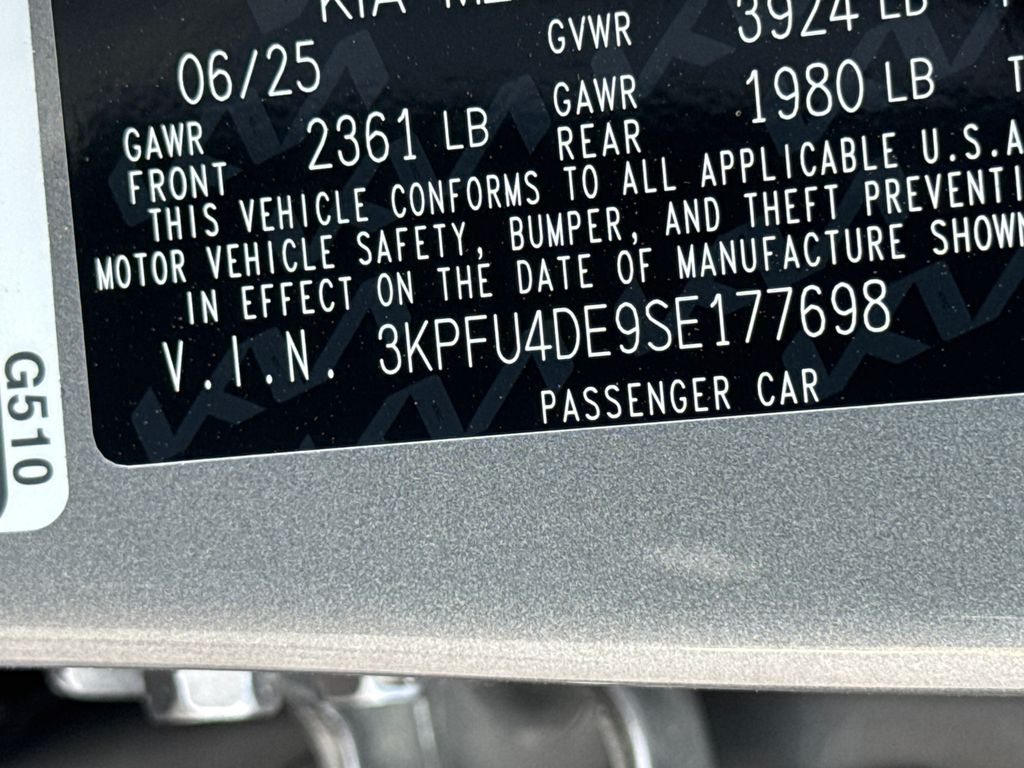 KIA
06/25 GVWR 3924 LB
GAWR FRONT 2361 LB GAWR REAR 1980 LB
THIS VEHICLE CONFORMS TO ALL APPLICABLE U.S.A
MOTOR VEHICLE SAFETY, BUMPER, AND THEFT PREVENTI
IN EFFECT ON THE DATE OF MANUFACTURE SHOWN
V.I.N. 3KPFU4DE9SE177698
PASSENGER CAR
G510